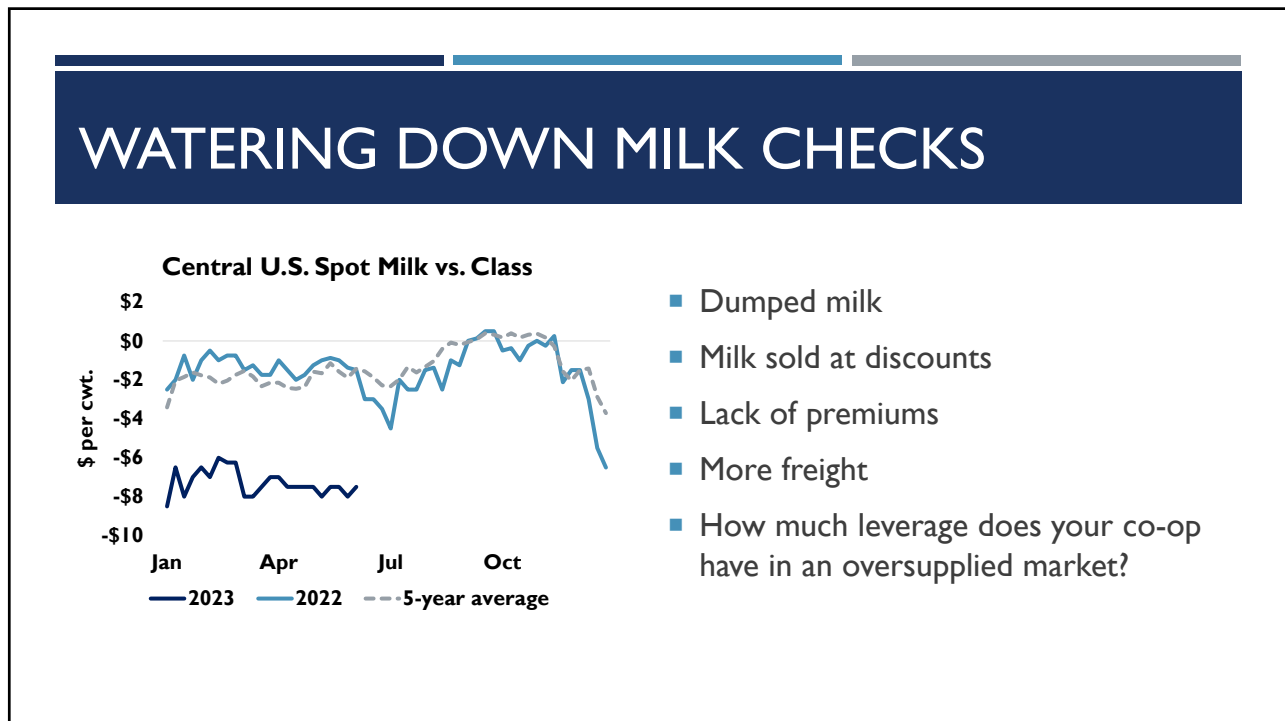 WATERING DOWN MILK CHECKS
Central U.S. Spot Milk vs. Class
$ per cwt.
$2
$0
-$2
-$4
-$6
-$8
-$10
Jan
Apr
Jul
Oct
2023
2022
5-year average
Dumped milk
Milk sold at discounts
Lack of premiums
More freight
How much leverage does your co-op
have in an oversupplied market?